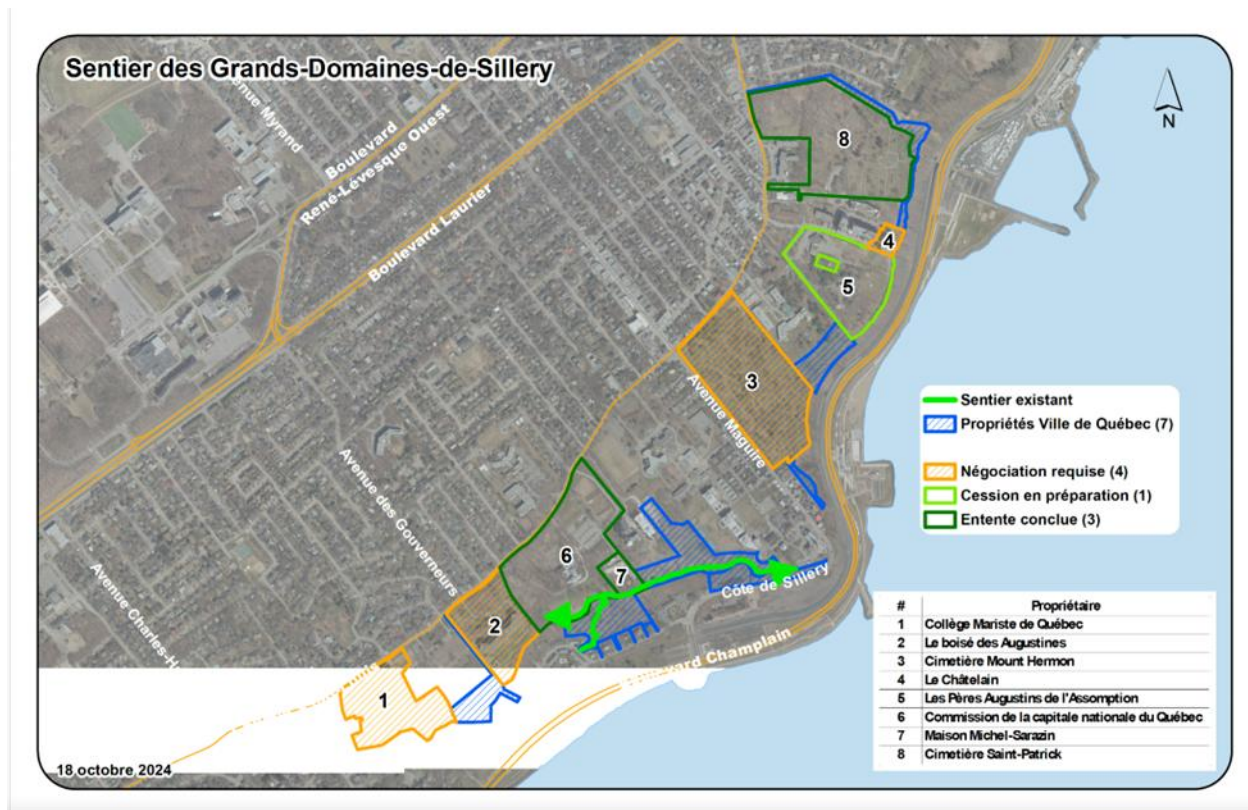 Sentier des Grands-Domaines-de-Sillery
Avenue Myrand
Boulevard
René-Lévesque Ouest
Boulevard Laurier
N
8
4
5
3
Avenue Maguire
Sentier existant
Propriétés Ville de Québec (7)
Négociation requise (4)
Cession en préparation (1)
Entente conclue (3)
Avenue des Gouverneurs
6
7
Côte de Sillery
Avenue Charles-H
2
1
evard Champlain
# Propriétaire
1 Collège Mariste de Québec
2 Le boisé des Augustines
3 Cimetière Mount Hermon
4 Le Châtelain
5 Les Pères Augustins de l'Assomption
6 Commission de la capitale nationale du Québec
7 Maison Michel-Sarazin
8 Cimetière Saint-Patrick
18 octobre 2024